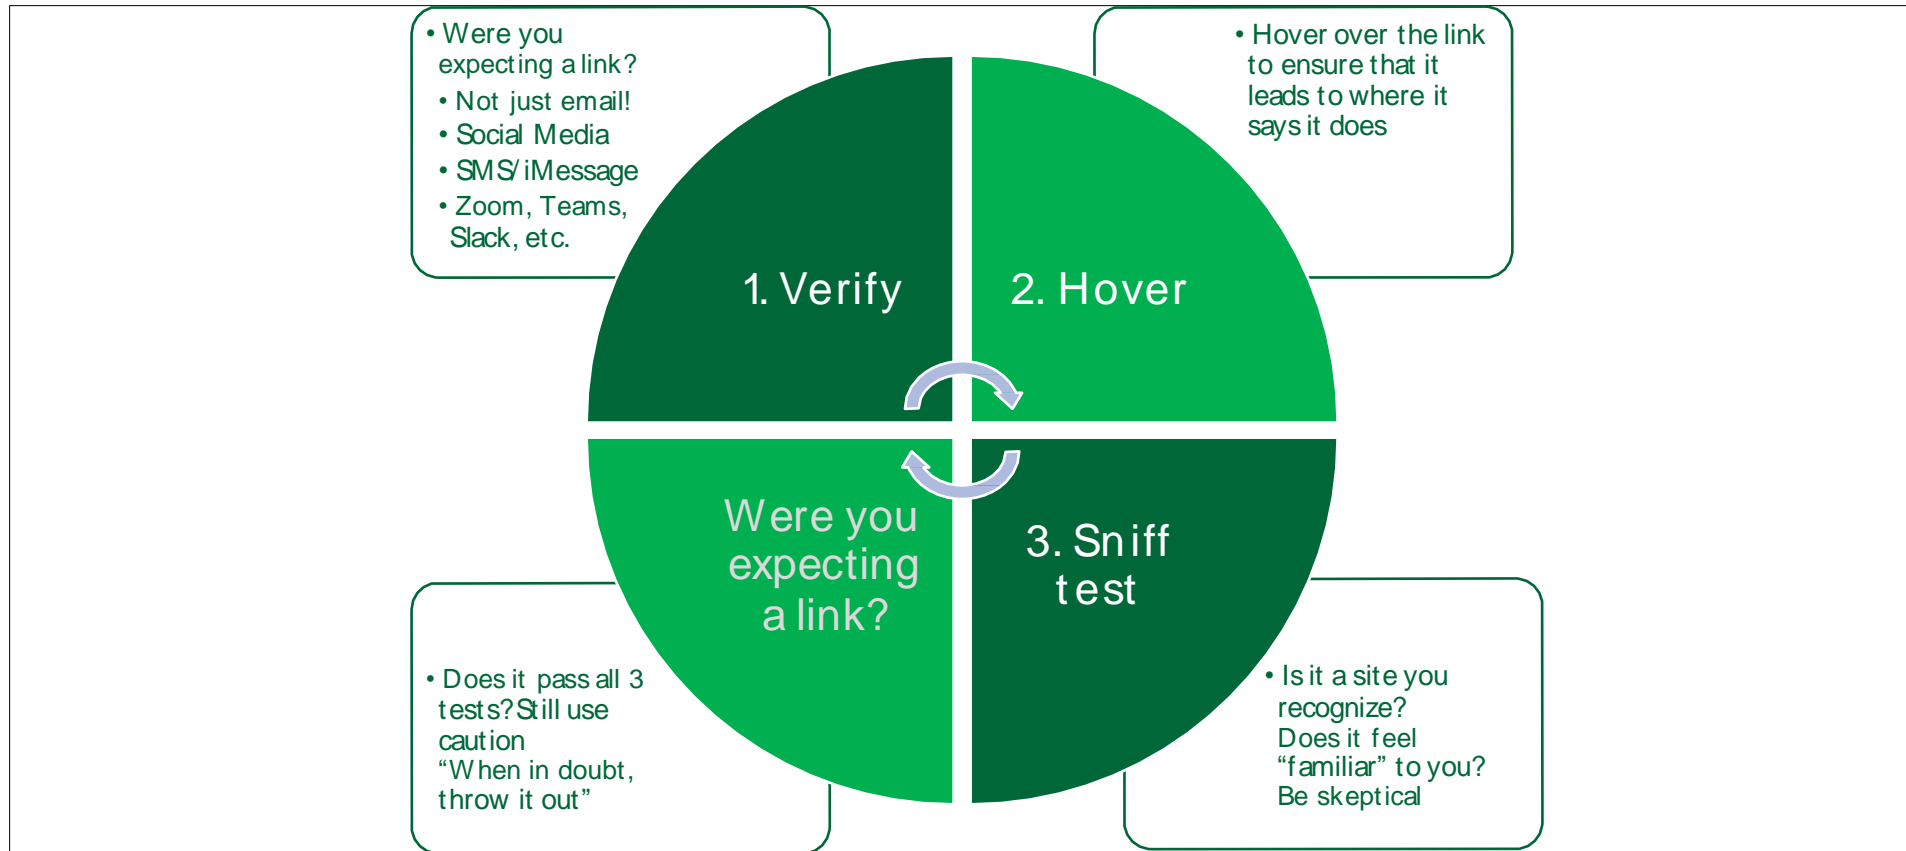 • Were you
expecting a link?
• Not just email!
• Social Media
• SMS/iMessage
• Zoom, Teams,
Slack, etc.
• Hover over the link
to ensure that it
leads to where it
says it does
1. Verify
2. Hover
Were you
expecting
a link?
3. Sniff
test
• Does it pass all 3
tests? Still use
caution
“When in doubt,
throw it out”
• Is it a site you
recognize?
Does it feel
“familiar” to you?
Be skeptical